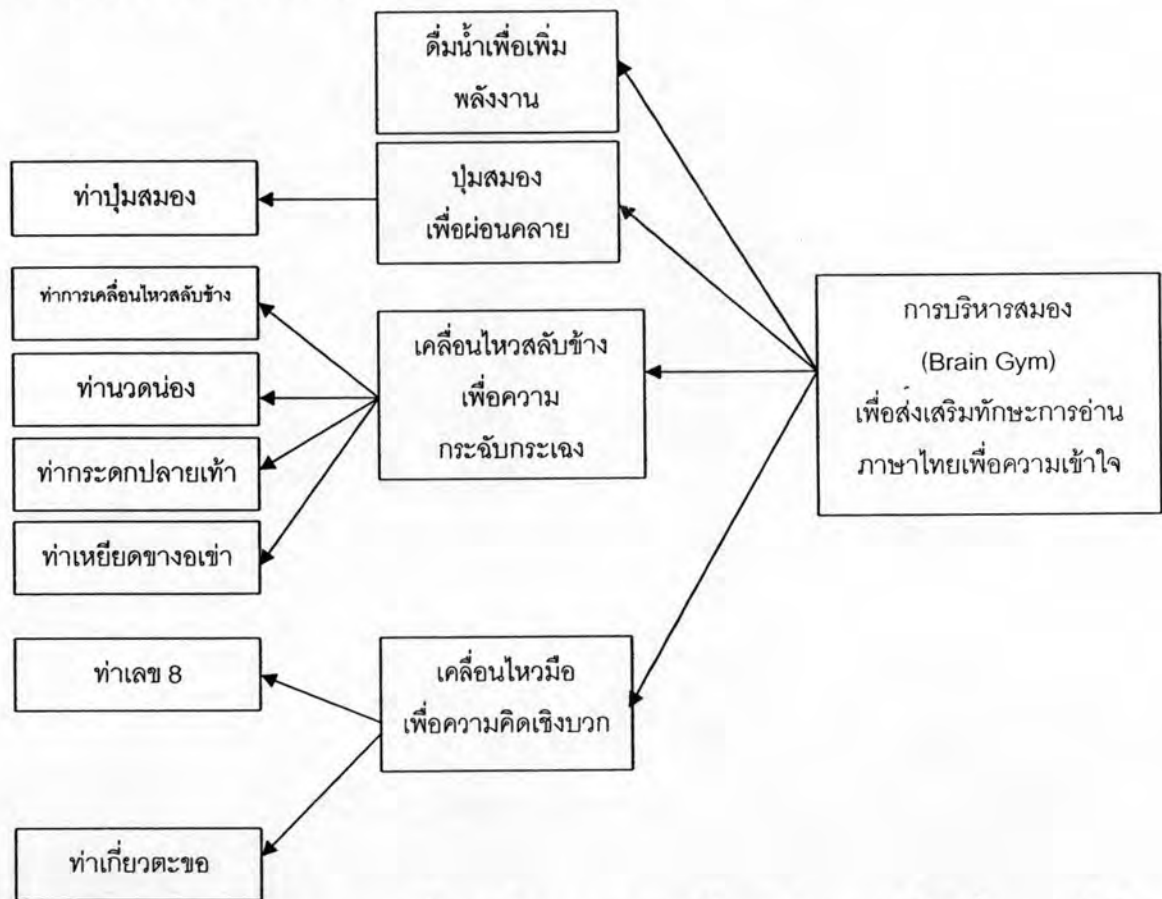 ดื่มน้ำเพื่อเพิ่ม
พลังงาน
ท่าปุ่มสมอง
ปุ่มสมอง
เพื่อผ่อนคลาย
ท่าการเคลื่อนไหวสลับข้าง
ท่านวดน่อง
ท่ากระดกปลายเท้า
ท่าเหยียดขางอเข่า
เคลื่อนไหวสลับข้าง
เพื่อความ
กระฉับกระเฉง
การบริหารสมอง
(Brain Gym)
เพื่อส่งเสริมทักษะการอ่าน
ภาษาไทยเพื่อความเข้าใจ
ท่าเลข 8
เคลื่อนไหวมือ
เพื่อความคิดเชิงบวก
ท่าเกี่ยวตะขอ